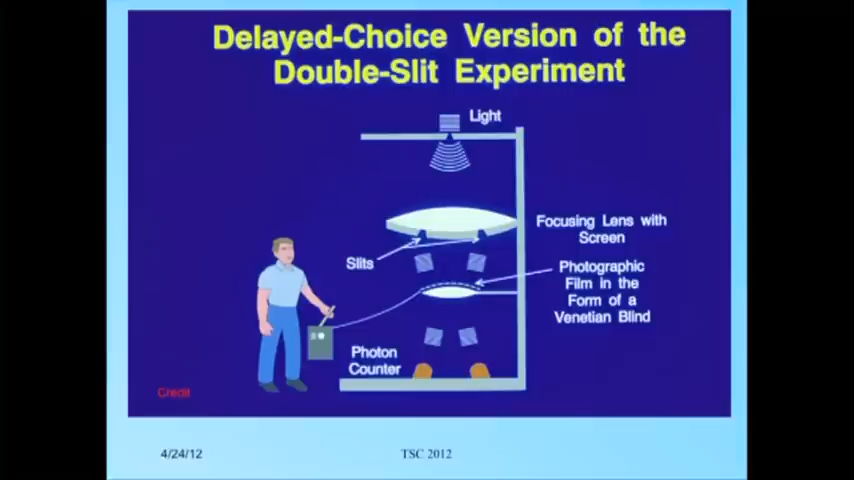 Delayed-Choice Version of the
Double-Slit Experiment
Light
Focusing Lens with
Screen
Slits
Photographic
Film in the
Form of a
Venetian Blind
Photon
Counter
Credit
4/24/12
TSC 2012